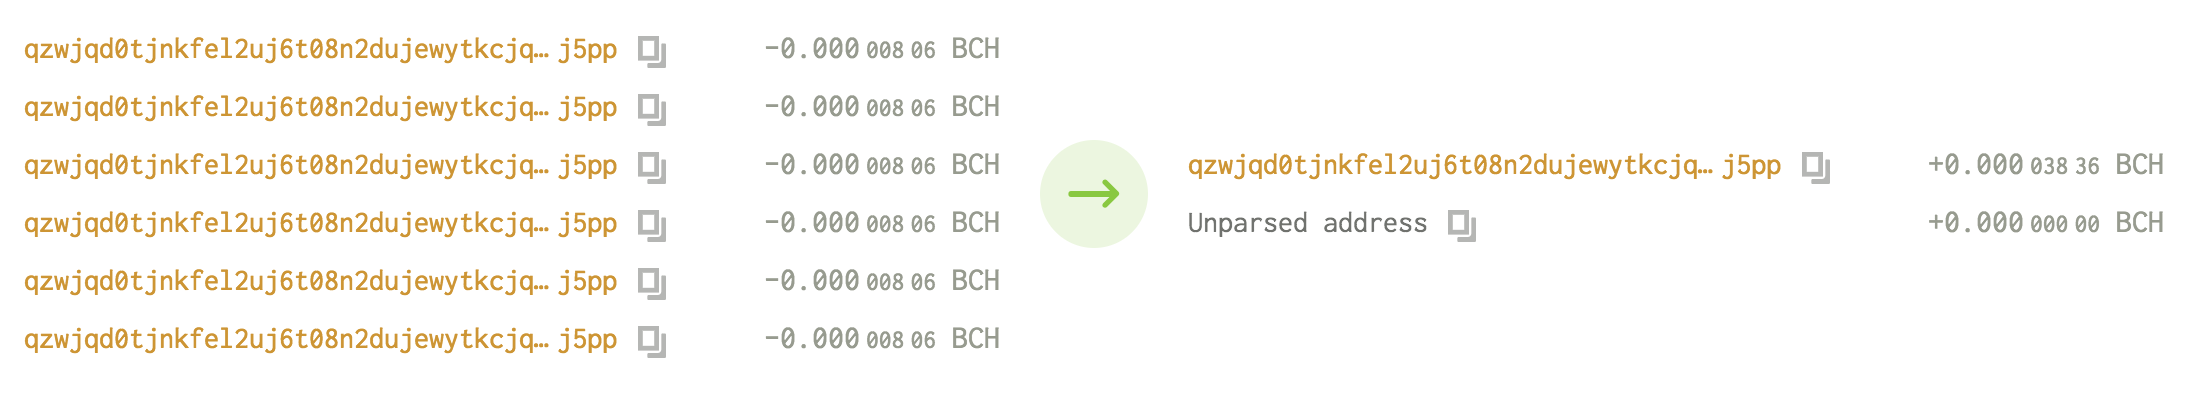 qzwjqd0tjnkfel2uj6t08n2dujewytkcjq… j5pp -0.000 008 06 BCH
qzwjqd0tjnkfel2uj6t08n2dujewytkcjq… j5pp -0.000 008 06 BCH
qzwjqd0tjnkfel2uj6t08n2dujewytkcjq… j5pp -0.000 008 06 BCH
qzwjqd0tjnkfel2uj6t08n2dujewytkcjq… j5pp -0.000 008 06 BCH
qzwjqd0tjnkfel2uj6t08n2dujewytkcjq… j5pp -0.000 008 06 BCH
qzwjqd0tjnkfel2uj6t08n2dujewytkcjq… j5pp -0.000 008 06 BCH
qzwjqd0tjnkfel2uj6t08n2dujewytkcjq… j5pp +0.000 038 36 BCH
Unparsed address +0.000 000 00 BCH